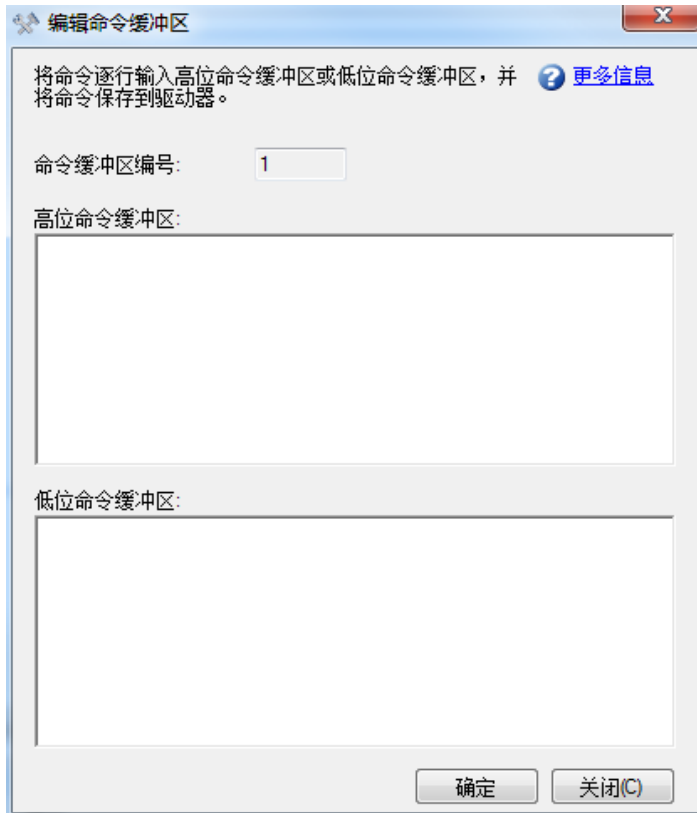 编辑命令缓冲区
将命令逐行输入高位命令缓冲区或低位命令缓冲区，并
将命令保存到驱动器。
更多信息
命令缓冲区编号:
1
高位命令缓冲区:
低位命令缓冲区:
确定
关闭(C)